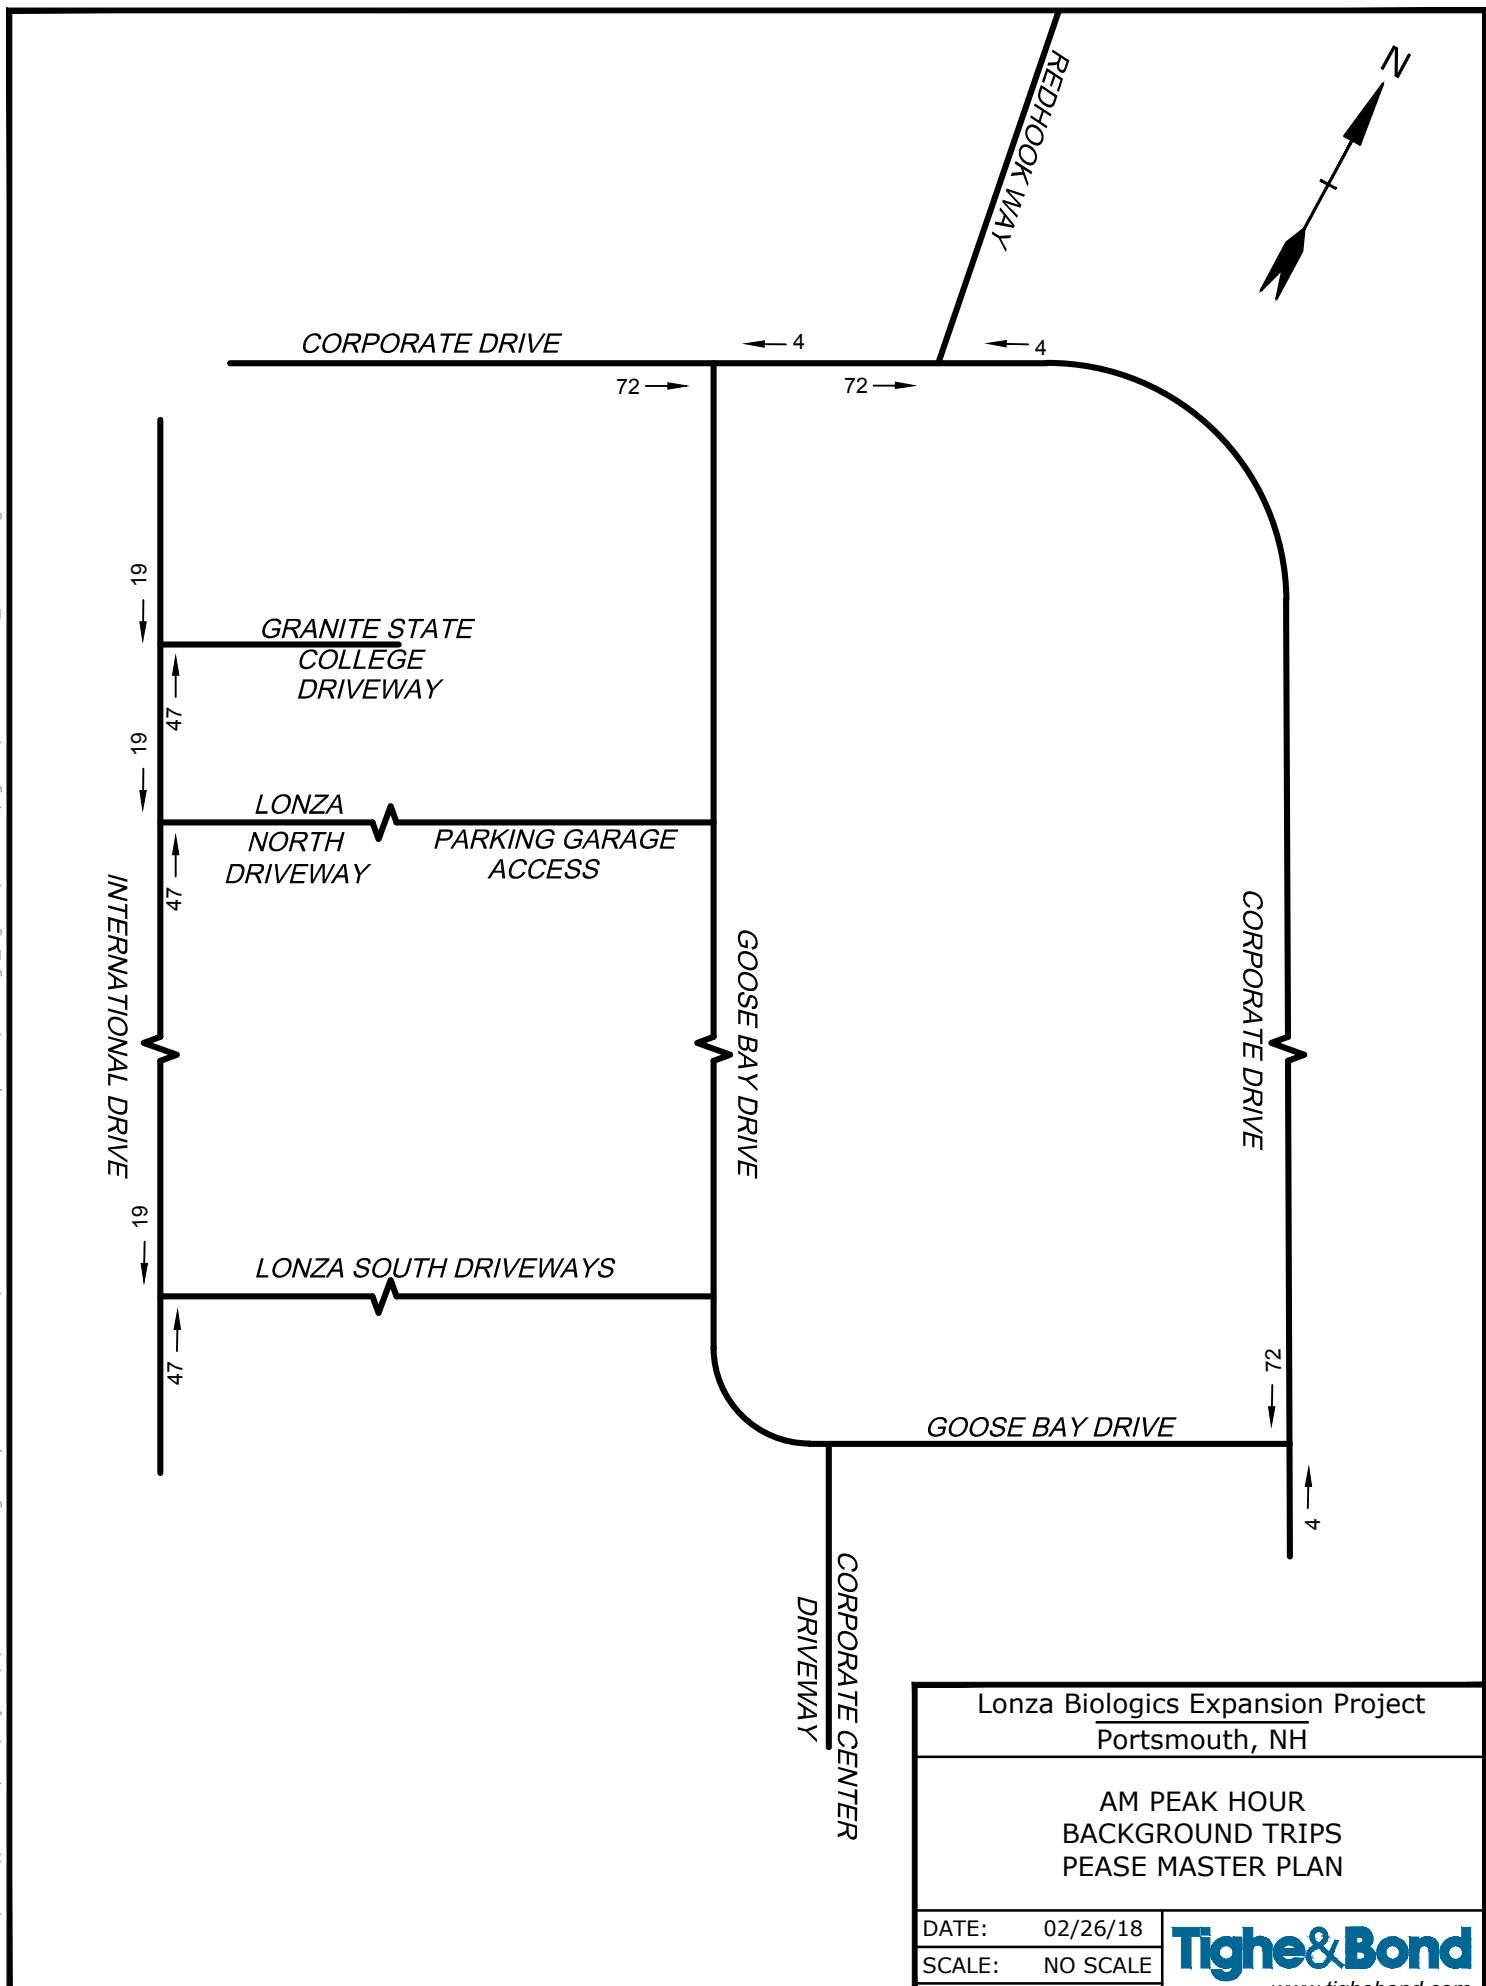 N
REDHOOK WAY
CORPORATE DRIVE
4
4
72
72
19
GRANITE STATE
COLLEGE
DRIVEWAY
47
19
LONZA
NORTH
DRIVEWAY
PARKING GARAGE
ACCESS
47
INTERNATIONAL DRIVE
GOOSE BAY DRIVE
CORPORATE DRIVE
19
LONZA SOUTH DRIVEWAYS
47
72
GOOSE BAY DRIVE
4
CORPORATE CENTER
DRIVEWAY
Lonza Biologics Expansion Project
Portsmouth, NH
AM PEAK HOUR
BACKGROUND TRIPS
PEASE MASTER PLAN
DATE: 02/26/18
SCALE: NO SCALE
Tighe&Bond
www.tighebond.com